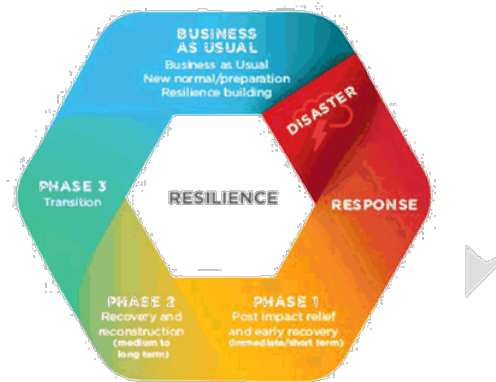 BUSINESS
AS USUAL
Business as Usual
New normal/preparation
Resilience building
DISASTER
RESPONSE
PHASE 1
Post impact relief
and early recovery
(immediate/short term)
PHASE 2
Recovery and
reconstruction
(medium to
long term)
PHASE 3
Transition
RESILIENCE